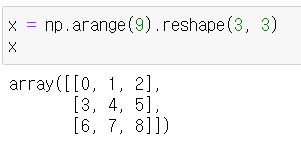 x = np.arange(9).reshape(3, 3)
x
array([[0, 1, 2],
       [3, 4, 5],
       [6, 7, 8]])